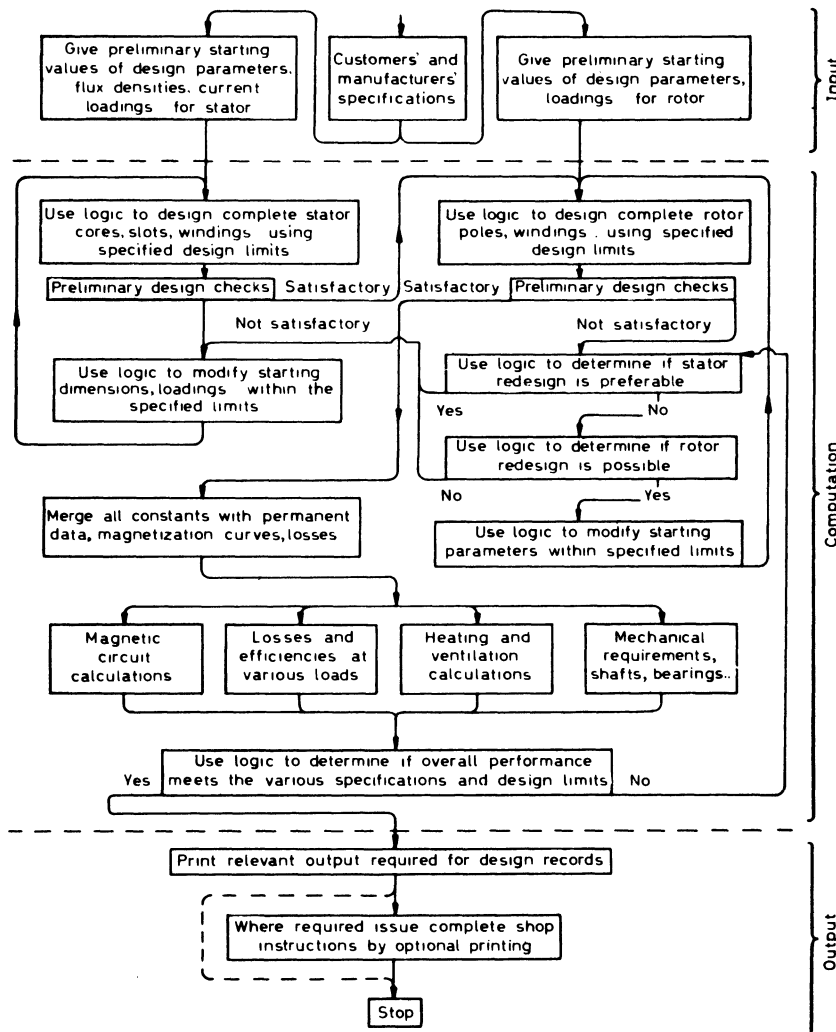 Give preliminary starting
values of design parameters.
flux densities. current
loadings for stator
Customers' and
manufacturers'
specifications
Give preliminary starting
values of design parameters,
loadings for rotor
Input
Use logic to design complete stator
cores, slots, windings using
specified design limits
Use logic to design complete rotor
poles, windings . using specified
design limits
Preliminary design checks
Satisfactory
Satisfactory
Preliminary design checks
Not satisfactory
Not satisfactory
Use logic to modify starting
dimensions, loadings within the
specified limits
Use logic to determine if stator
redesign is preferable
Yes
No
Use logic to determine if rotor
redesign is possible
No
Yes
Merge all constants with permanent
data, magnetization curves, losses
Use logic to modify starting
parameters within specified limits
Computation
Magnetic
circuit
calculations
Losses and
efficiencies at
various loads
Heating and
ventilation
calculations
Mechanical
requirements,
shafts, bearings..
Use logic to determine if overall performance
meets the various specifications and design limits
Yes
No
Print relevant output required for design records
Where required issue complete shop
instructions by optional printing
Stop
Output